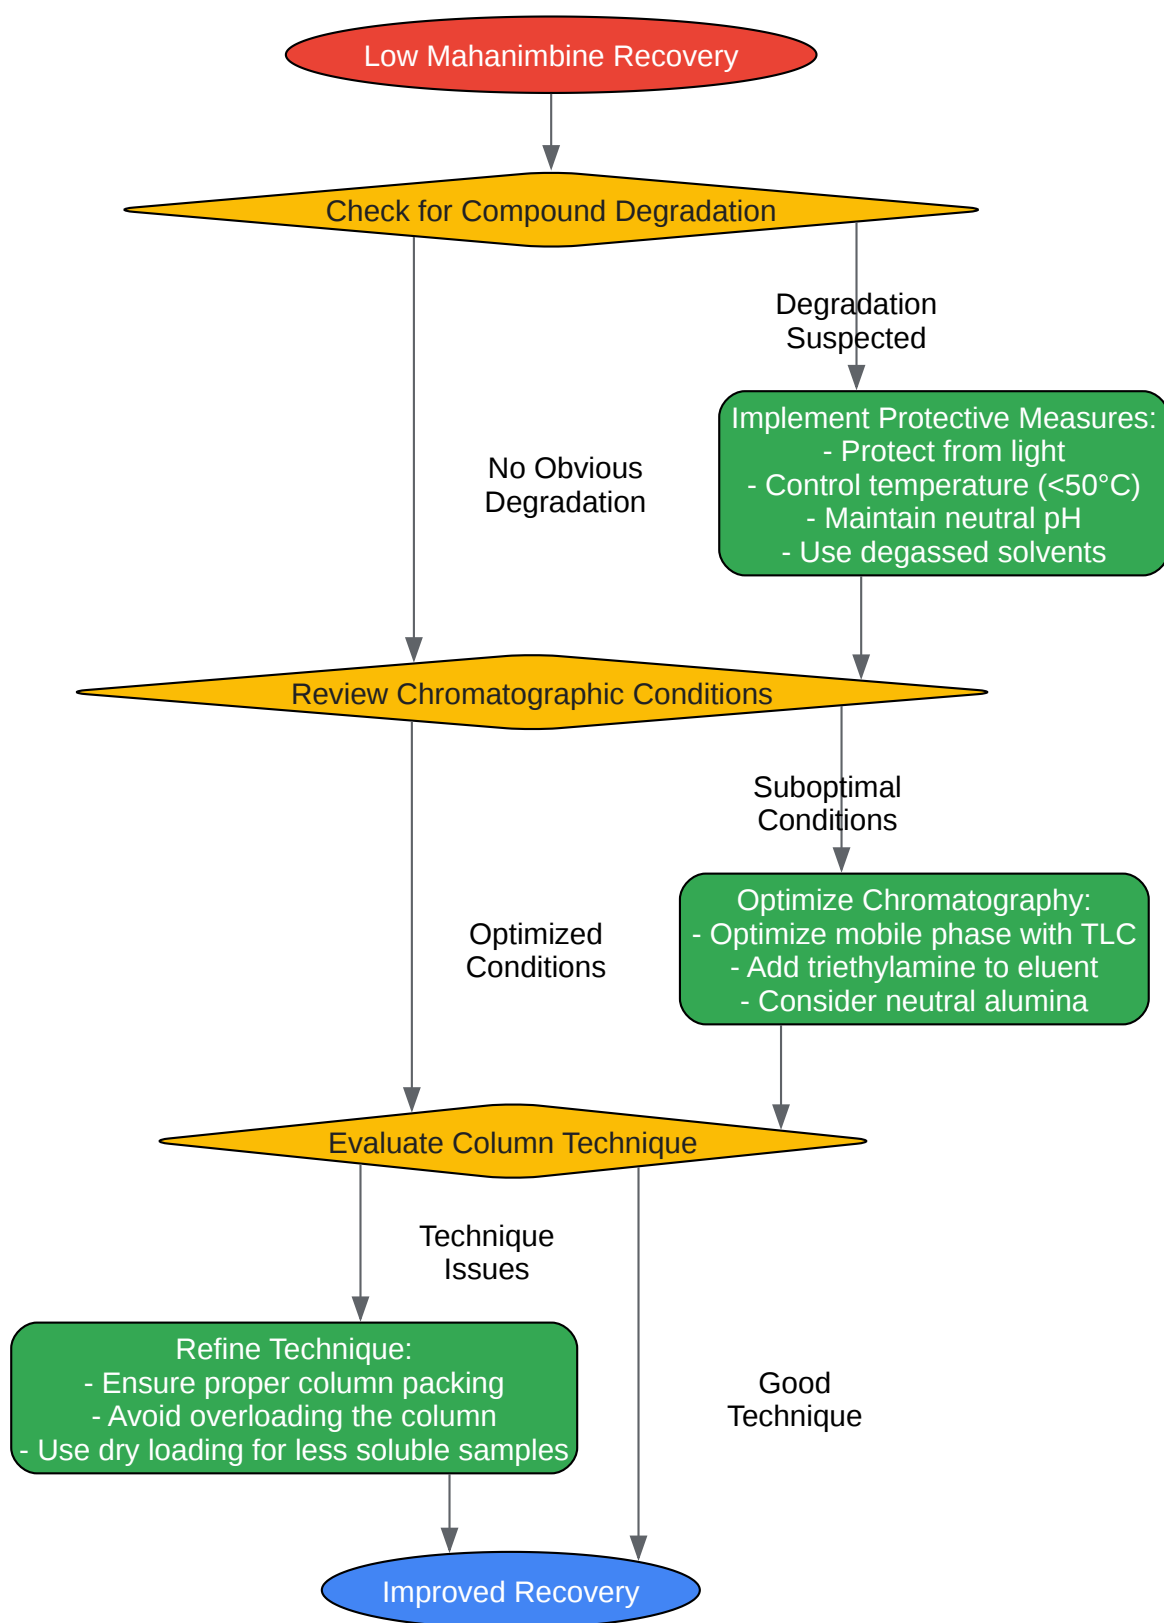 Low Mahanimbine Recovery
Check for Compound Degradation
Degradation
Suspected
Implement Protective Measures:
- Protect from light
- Control temperature (<50°C)
- Maintain neutral pH
- Use degassed solvents
No Obvious
Degradation
Review Chromatographic Conditions
Suboptimal
Conditions
Optimize Chromatography:
- Optimize mobile phase with TLC
- Add triethylamine to eluent
- Consider neutral alumina
Optimized
Conditions
Evaluate Column Technique
Technique
Issues
Refine Technique:
- Ensure proper column packing
- Avoid overloading the column
- Use dry loading for less soluble samples
Good
Technique
Improved Recovery